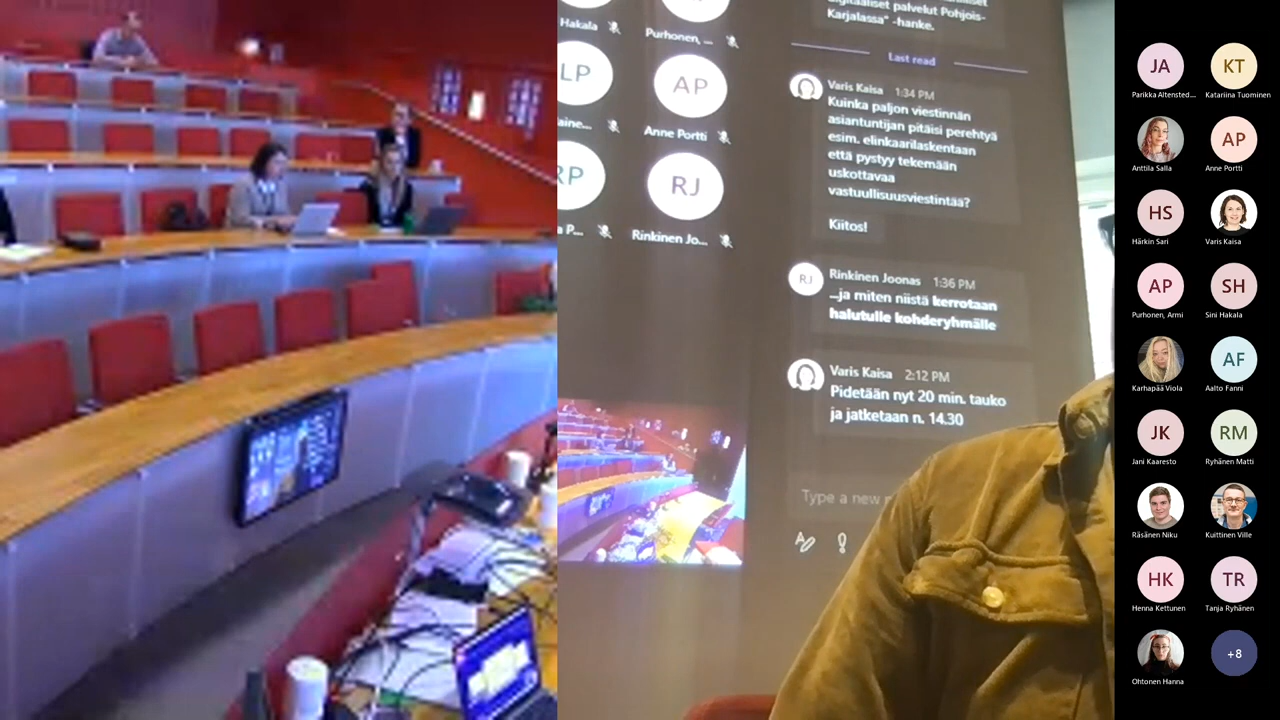 Hakala
Purhonen, ...
LP
AP
Anne Portti
RP
RJ
Rinkinen Jo...
digitaaliset palvelut Pohjois-
Karjalassa" -hanke.
Last read
Varis Kaisa 1:34 PM
Kuinka paljon viestinnän
asiantuntijan pitäisi perehtyä
esim. elinkaarilaskentaan
että pystyy tekemään
uskottavaa
vastuullisuusviestintää?
Kiitos!
RJ
Rinkinen Joonas 1:36 PM
...ja miten niistä kerrotaan
halutulle kohderyhmälle
Varis Kaisa 2:12 PM
Pidetään nyt 20 min. tauko
ja jatketaan n. 14.30
Type a new
JA
KT
Parikka Altensted...
Katariina Tuominen
AP
Anttila Salla
Anne Portti
HS
Härkin Sari
Varis Kaisa
AP
SH
Purhonen, Armi
Sini Hakala
AF
Karhapää Viola
Aalto Fanni
JK
RM
Jani Kaaresto
Ryhänen Matti
Räsänen Niku
Kuittinen Ville
HK
TR
Henna Kettunen
Tanja Ryhänen
+8
Ohtonen Hanna